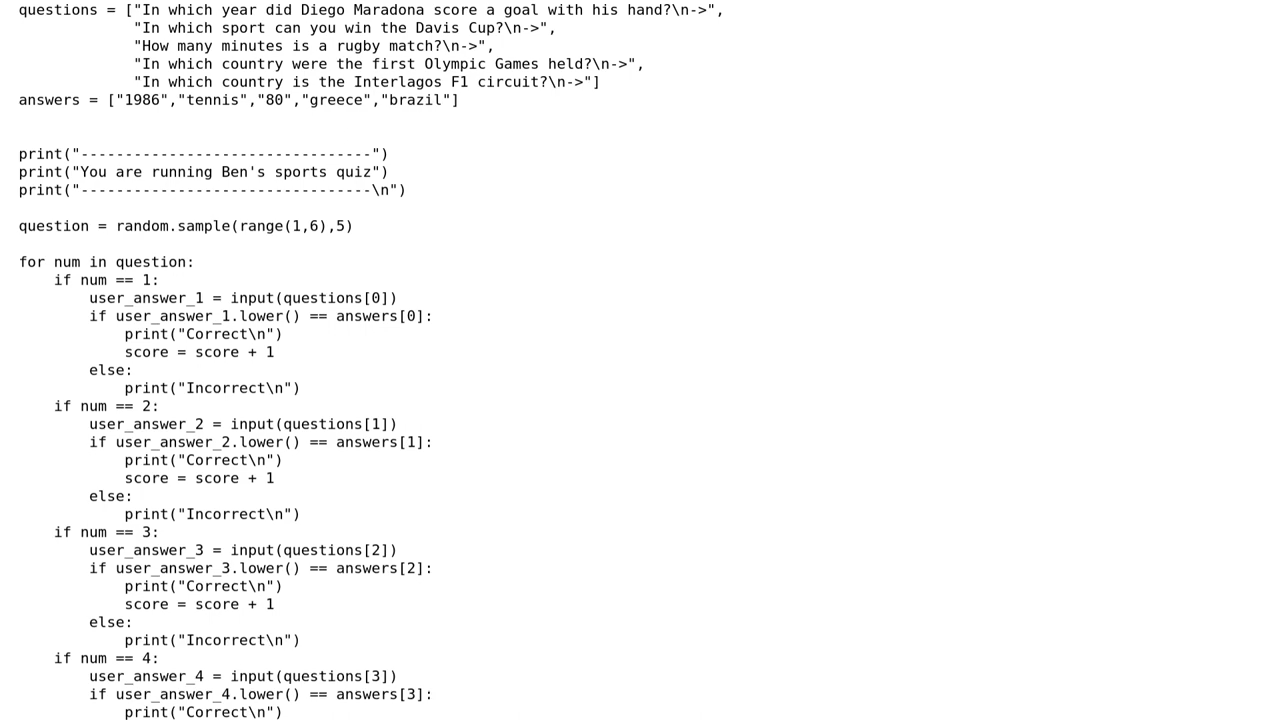 questions = ["In which year did Diego Maradona score a goal with his hand?\n->",
             "In which sport can you win the Davis Cup?\n->",
             "How many minutes is a rugby match?\n->",
             "In which country were the first Olympic Games held?\n->",
             "In which country is the Interlagos F1 circuit?\n->"]
answers = ["1986","tennis","80","greece","brazil"]


print("---------------------------------")
print("You are running Ben's sports quiz")
print("---------------------------------\n")

question = random.sample(range(1,6),5)

for num in question:
    if num == 1:
        user_answer_1 = input(questions[0])
        if user_answer_1.lower() == answers[0]:
            print("Correct\n")
            score = score + 1
        else:
            print("Incorrect\n")
    if num == 2:
        user_answer_2 = input(questions[1])
        if user_answer_2.lower() == answers[1]:
            print("Correct\n")
            score = score + 1
        else:
            print("Incorrect\n")
    if num == 3:
        user_answer_3 = input(questions[2])
        if user_answer_3.lower() == answers[2]:
            print("Correct\n")
            score = score + 1
        else:
            print("Incorrect\n")
    if num == 4:
        user_answer_4 = input(questions[3])
        if user_answer_4.lower() == answers[3]:
            print("Correct\n")